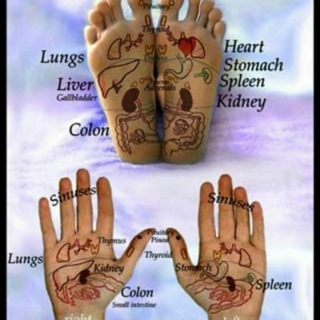 Pituitary
Thyroid
Lungs
Heart
Stomach
Liver
Spleen
Gallbladder
Adrenals
Kidney
Colon
Sinuses
Sinuses
Pituitary
Pineal
Thymus
Thyroid
Lungs
Kidney
Stomach
Spleen
Colon
Small intestine
right
left